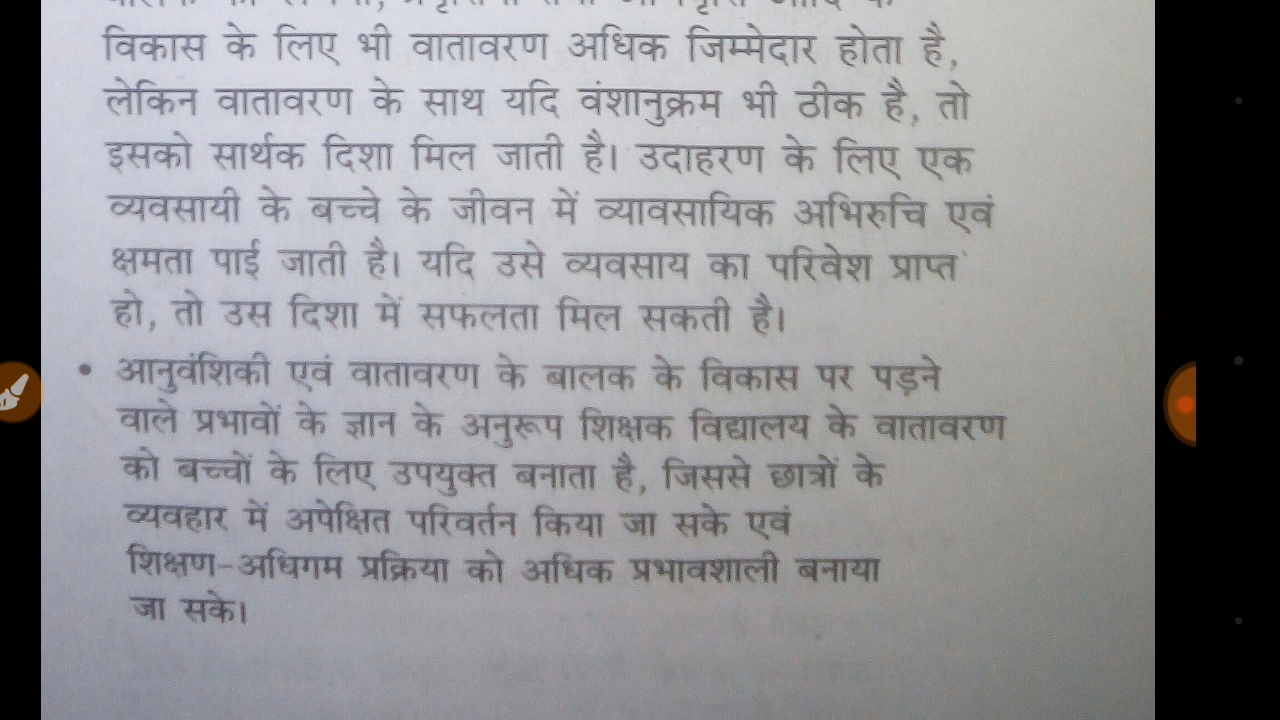 विकास के लिए भी वातावरण अधिक जिम्मेदार होता है,
लेकिन वातावरण के साथ यदि वंशानुक्रम भी ठीक है, तो
इसको सार्थक दिशा मिल जाती है। उदाहरण के लिए एक
व्यवसायी के बच्चे के जीवन में व्यावसायिक अभिरुचि एवं
क्षमता पाई जाती है। यदि उसे व्यवसाय का परिवेश प्राप्त
हो, तो उस दिशा में सफलता मिल सकती है।
• आनुवंशिकी एवं वातावरण के बालक के विकास पर पड़ने
वाले प्रभावों के ज्ञान के अनुरूप शिक्षक विद्यालय के वातावरण
को बच्चों के लिए उपयुक्त बनाता है, जिससे छात्रों के
व्यवहार में अपेक्षित परिवर्तन किया जा सके एवं
शिक्षण-अधिगम प्रक्रिया को अधिक प्रभावशाली बनाया
जा सके।